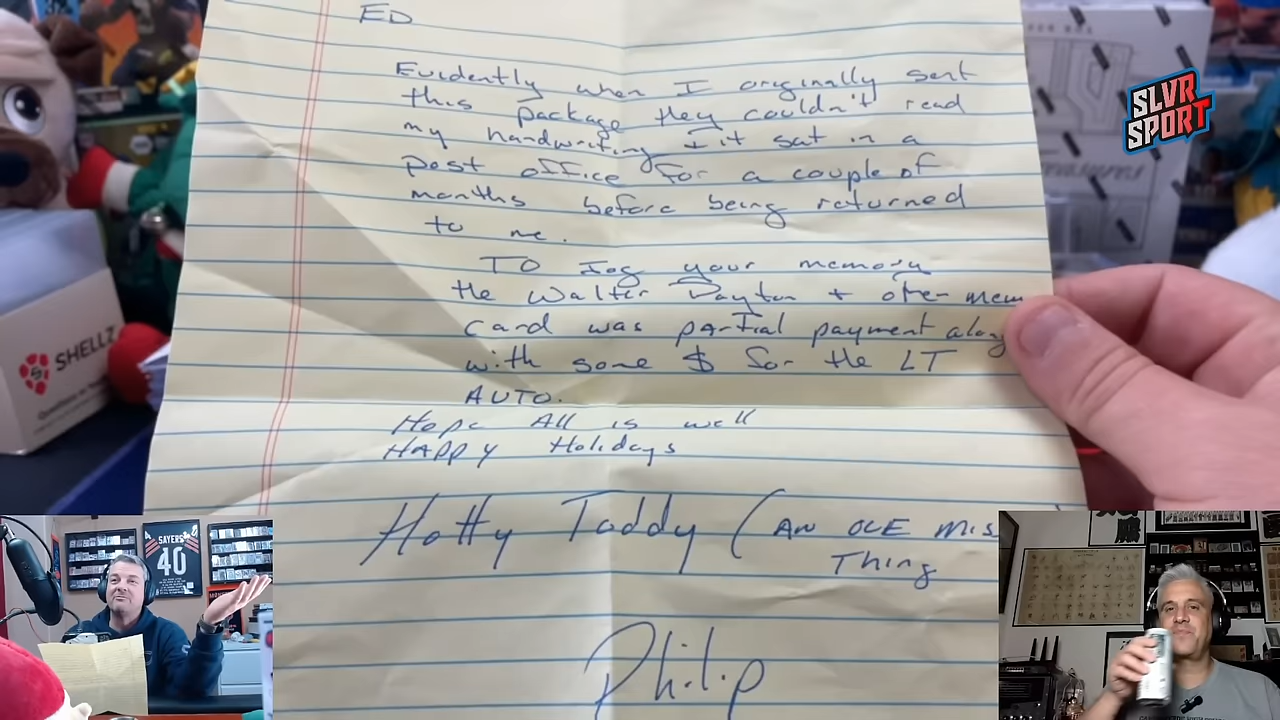 ED
Evidently when I originally sent
this package they couldn't read
my handwriting & it sat in a
post office for a couple of
months before being returned
to me.
To Jog your memory
the Walter Payton + other mem
card was partial payment along
with some $ for the LT
AUTO.
Hope All is well
HAPPY Holidays
Hotty Toddy (AN OLE MIS
Thing
Philip
SLVR
SPORT
SHELLZ
SAYERS
40